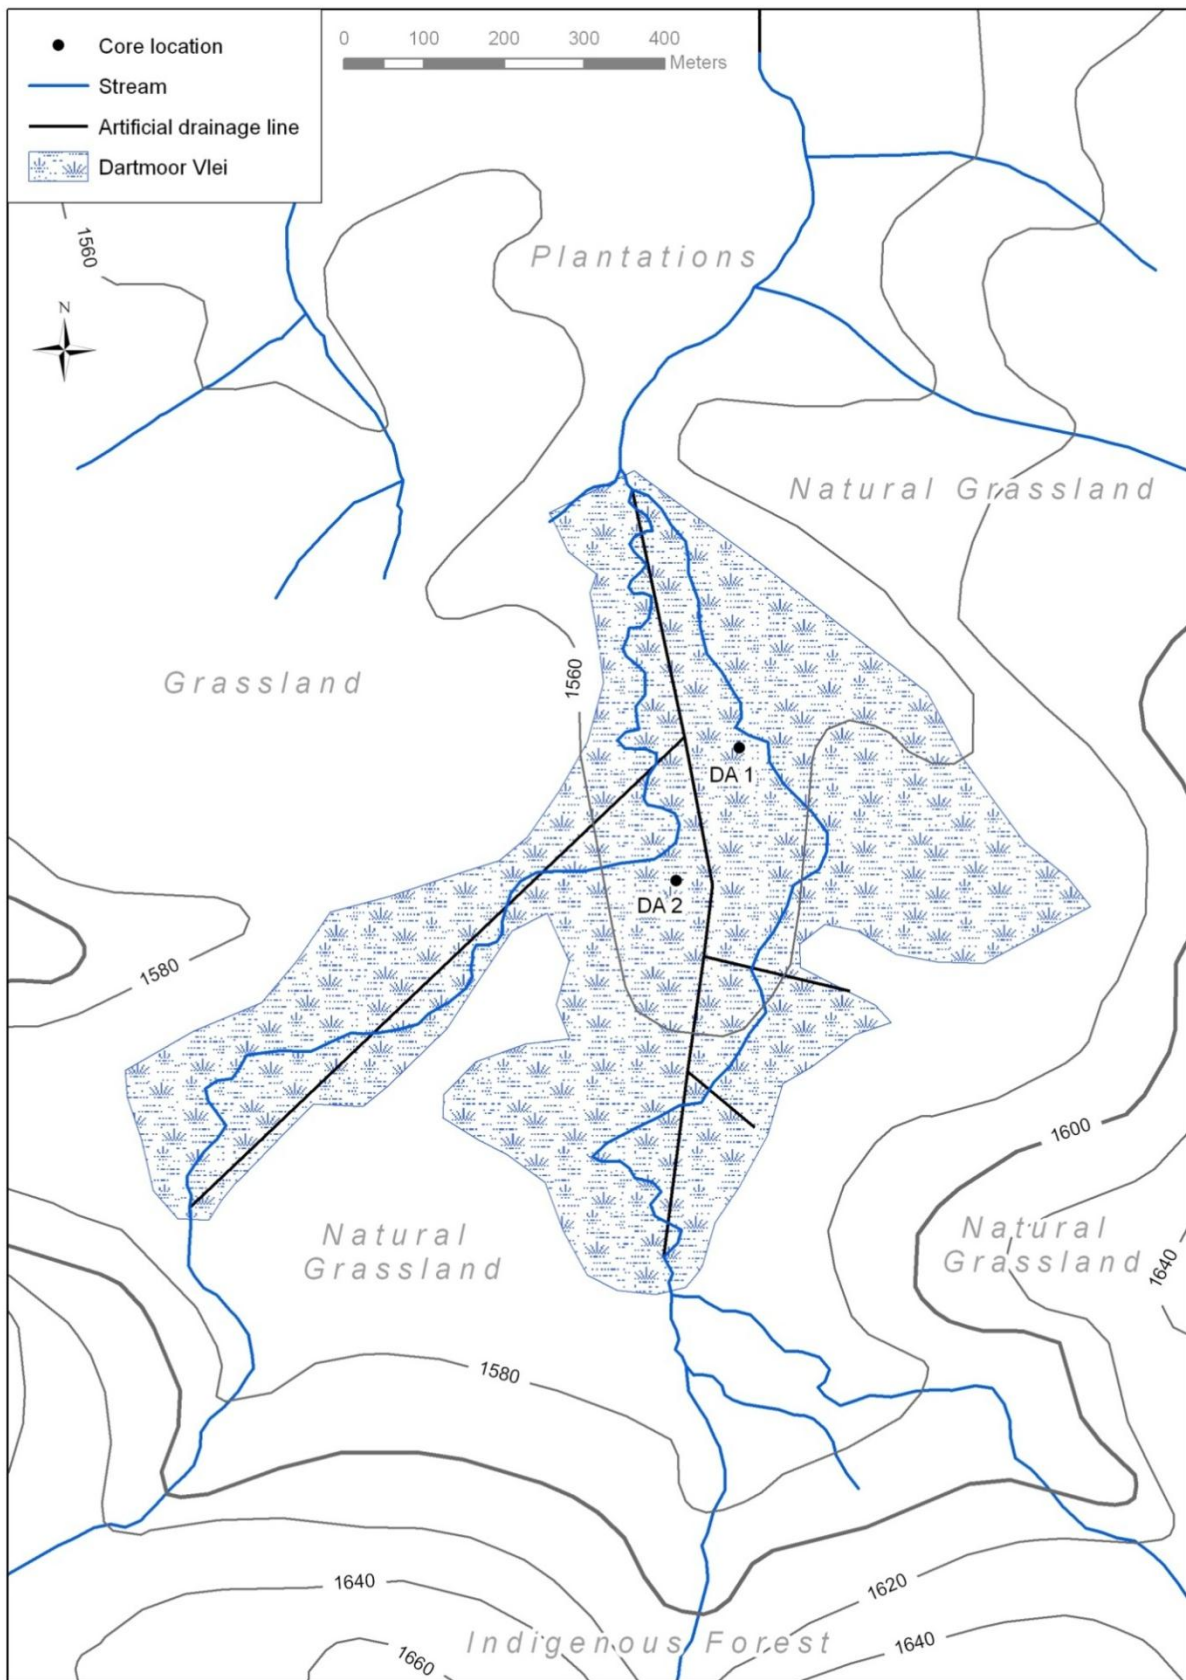 Core location
Stream
Artificial drainage line
Dartmoor Vlei
0 100 200 300 400
Meters
1560
N
Plantations
Natural Grassland
Grassland
1560
DA 1
DA 2
1580
1600
Natural
Grassland
Natural
Grassland
1640
1580
1640
1620
1660
Indigenous Forest
1640